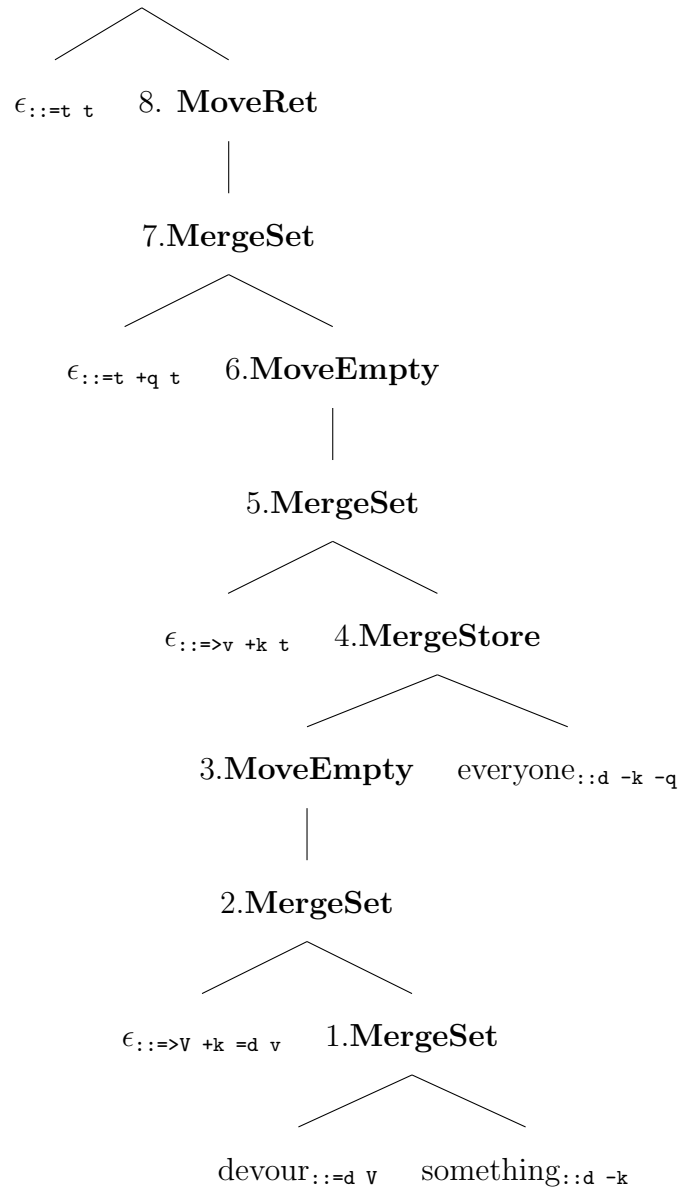 ϵ::=t t 8. MoveRet
7.MergeSet
ϵ::=t +q t 6.MoveEmpty
5.MergeSet
ϵ::=>v +k t 4.MergeStore
3.MoveEmpty everyone::d -k -q
2.MergeSet
ϵ::=>V +k =d v 1.MergeSet
devour::=d V something::d -k